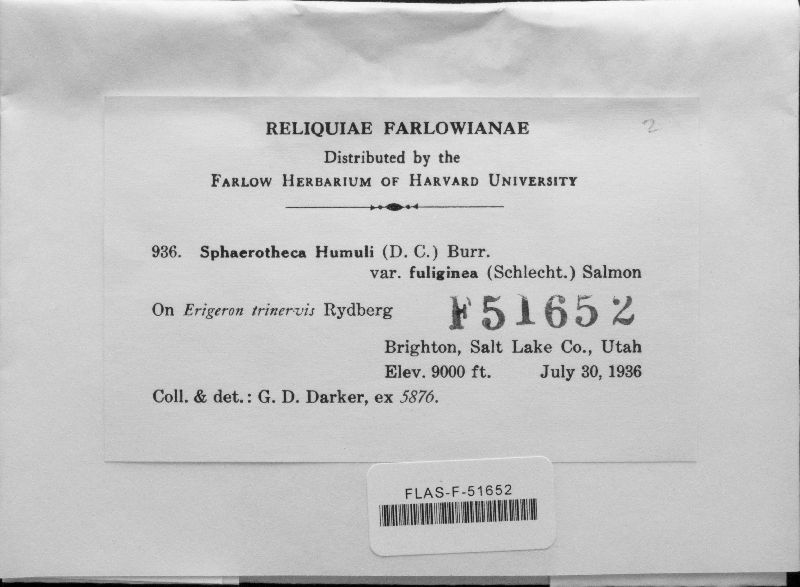 RELIQUIAE FARLOWIANAE
2
Distributed by the
FARLOW HERBARIUM OF HARVARD UNIVERSITY
936. Sphaerotheca Humuli (D. C.) Burr.
var. fuliginea (Schlecht.) Salmon
On Erigeron trinervis Rydberg
F51652
Brighton, Salt Lake Co., Utah
Elev. 9000 ft. July 30, 1936
Coll. & det.: G. D. Darker, ex 5876.
FLAS-F-51652